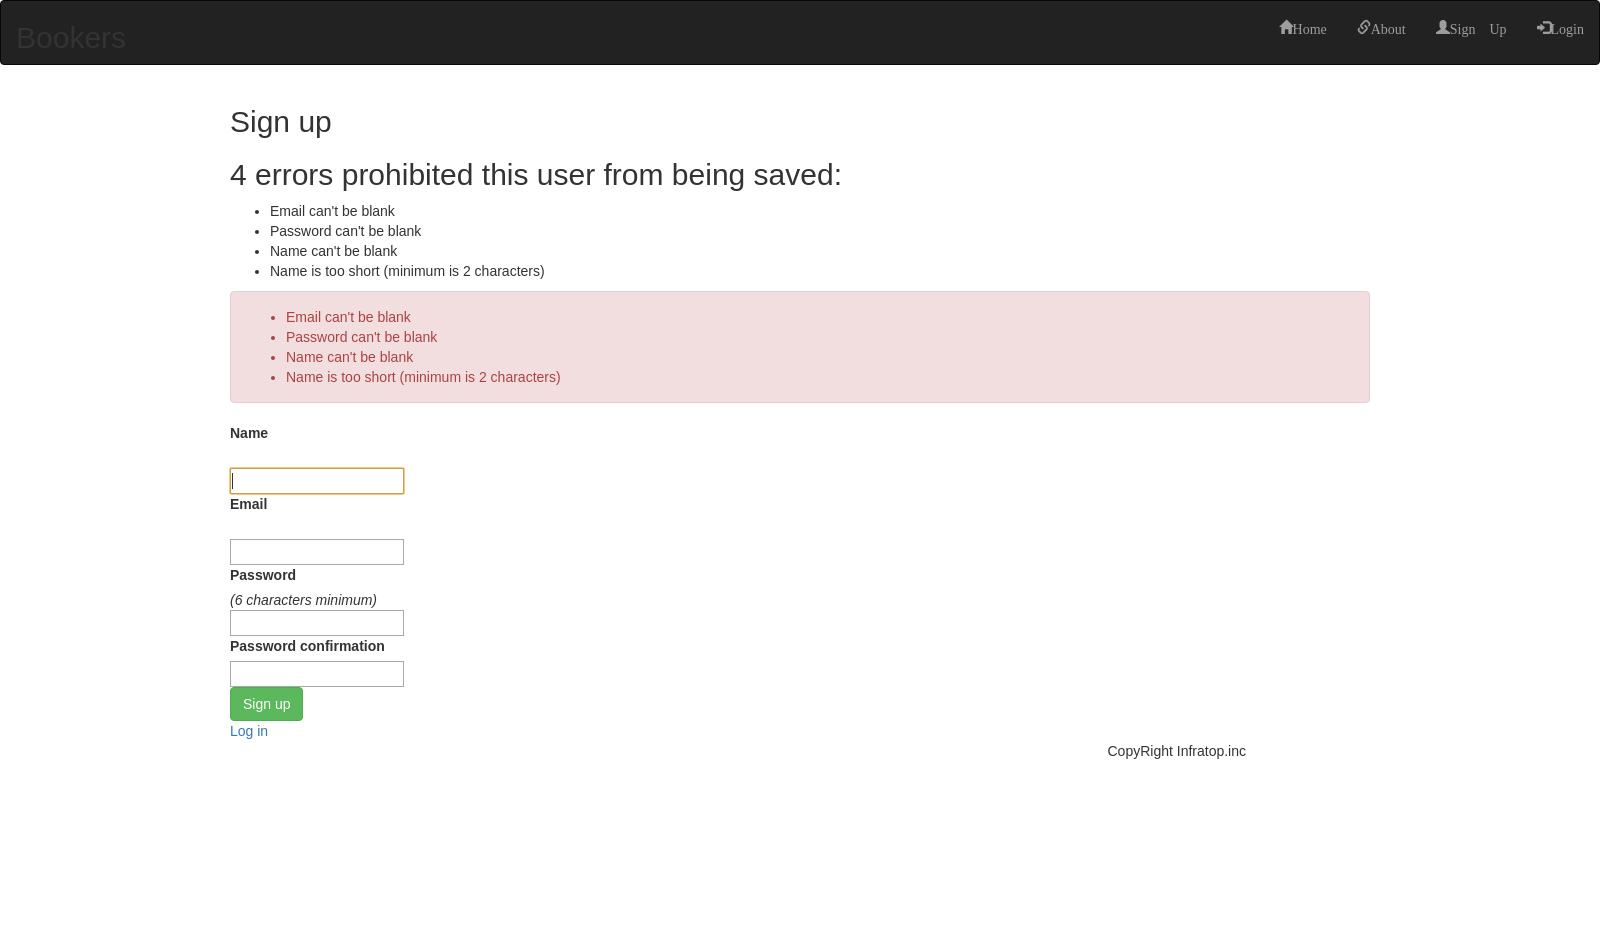 Bookers
Home About Sign Up Login
Sign up
4 errors prohibited this user from being saved:
Email can't be blank
Password can't be blank
Name can't be blank
Name is too short (minimum is 2 characters)
Email can't be blank
Password can't be blank
Name can't be blank
Name is too short (minimum is 2 characters)
Name
Email
Password
(6 characters minimum)
Password confirmation
Sign up
Log in
CopyRight Infratop.inc